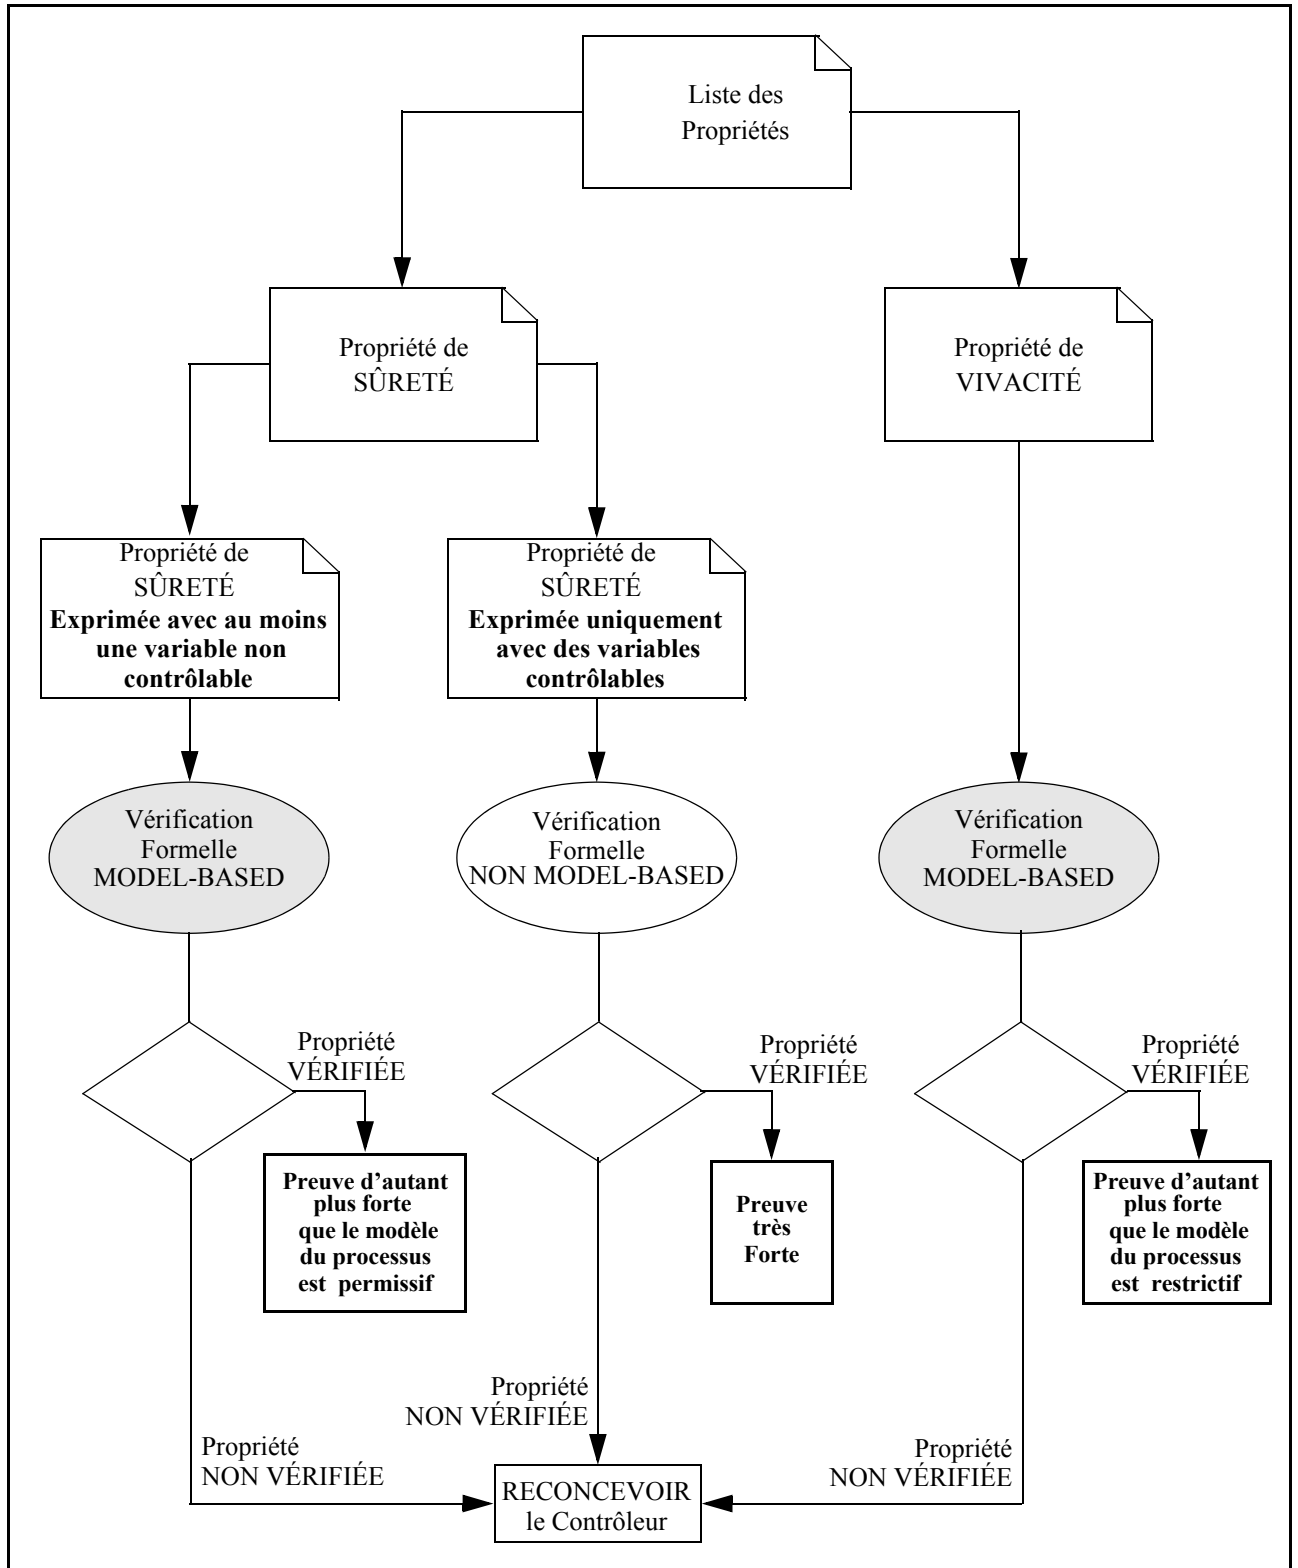 Liste des
Propriétés
Propriété de
SÛRETÉ
Propriété de
VIVACITÉ
Propriété de
SÛRETÉ
Exprimée avec au moins
une variable non
contrôlable
Propriété de
SÛRETÉ
Exprimée uniquement
avec des variables
contrôlables
Vérification
Formelle
MODEL-BASED
Vérification
Formelle
NON MODEL-BASED
Vérification
Formelle
MODEL-BASED
Propriété
VÉRIFIÉE
Propriété
VÉRIFIÉE
Propriété
VÉRIFIÉE
Preuve d'autant
plus forte
que le modèle
du processus
est permissif
Preuve
très
Forte
Preuve d'autant
plus forte
que le modèle
du processus
est restrictif
Propriété
NON VÉRIFIÉE
Propriété
NON VÉRIFIÉE
Propriété
NON VÉRIFIÉE
RECONCEVOIR
le Contrôleur